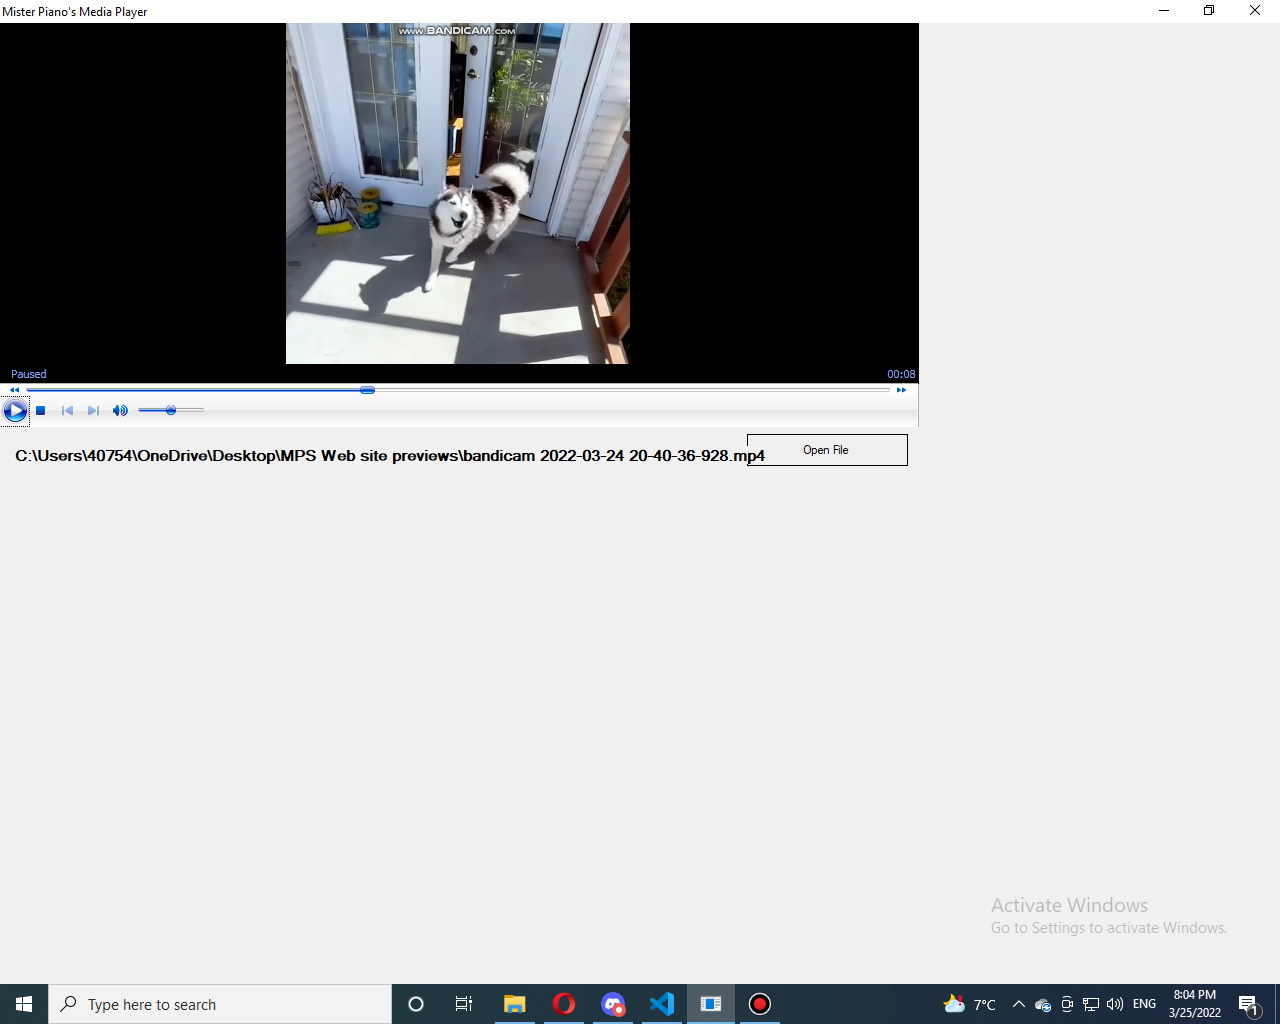 Mister Piano's Media Player
www.BANDICAM.COM
Paused
00:08
C:\Users\40754\OneDrive\Desktop\MPS Web site previews\bandicam 2022-03-24 20-40-36-928.mp4
Open File
Activate Windows
Go to Settings to activate Windows.
Type here to search
7°C
ENG
8:04 PM
3/25/2022
1